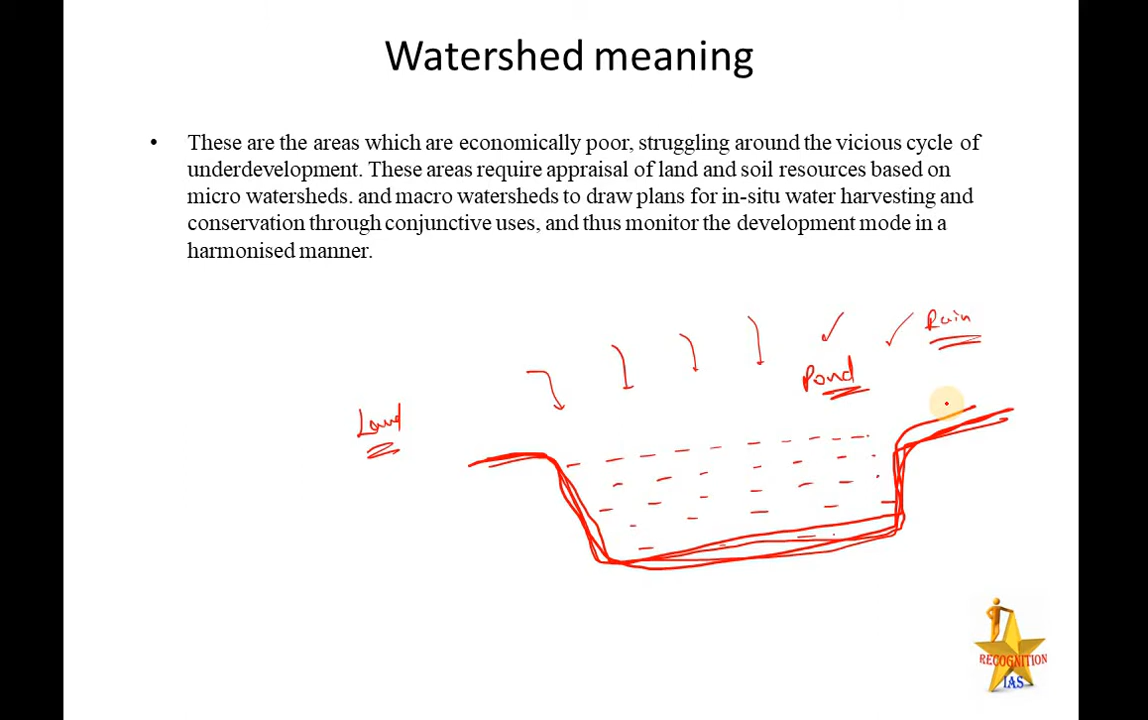 Watershed meaning
• These are the areas which are economically poor, struggling around the vicious cycle of
underdevelopment. These areas require appraisal of land and soil resources based on
micro watersheds. and macro watersheds to draw plans for in-situ water harvesting and
conservation through conjunctive uses, and thus monitor the development mode in a
harmonised manner.
Rain
Pond
Land
RECOGNITION
IAS